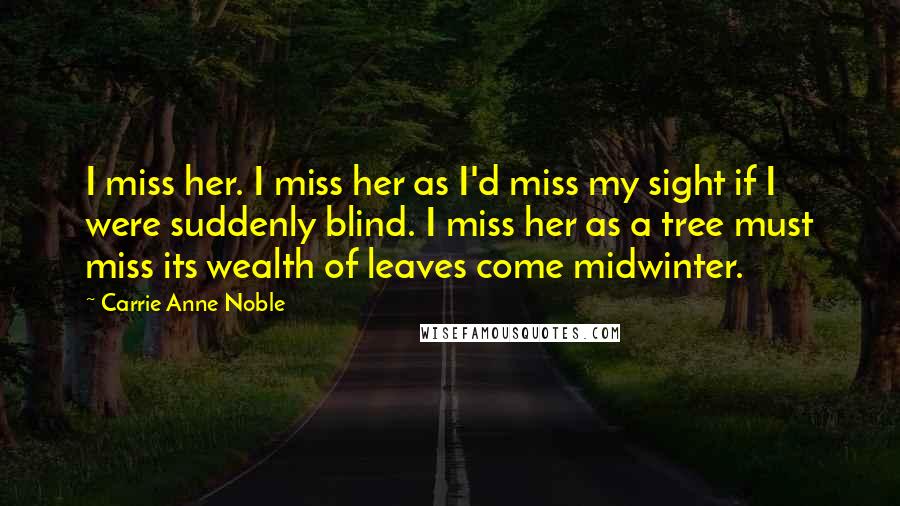 I miss her. I miss her as I'd miss my sight if I
were suddenly blind. I miss her as a tree must
miss its wealth of leaves come midwinter.
~ Carrie Anne Noble
WISEFAMOUSQUOTES.COM